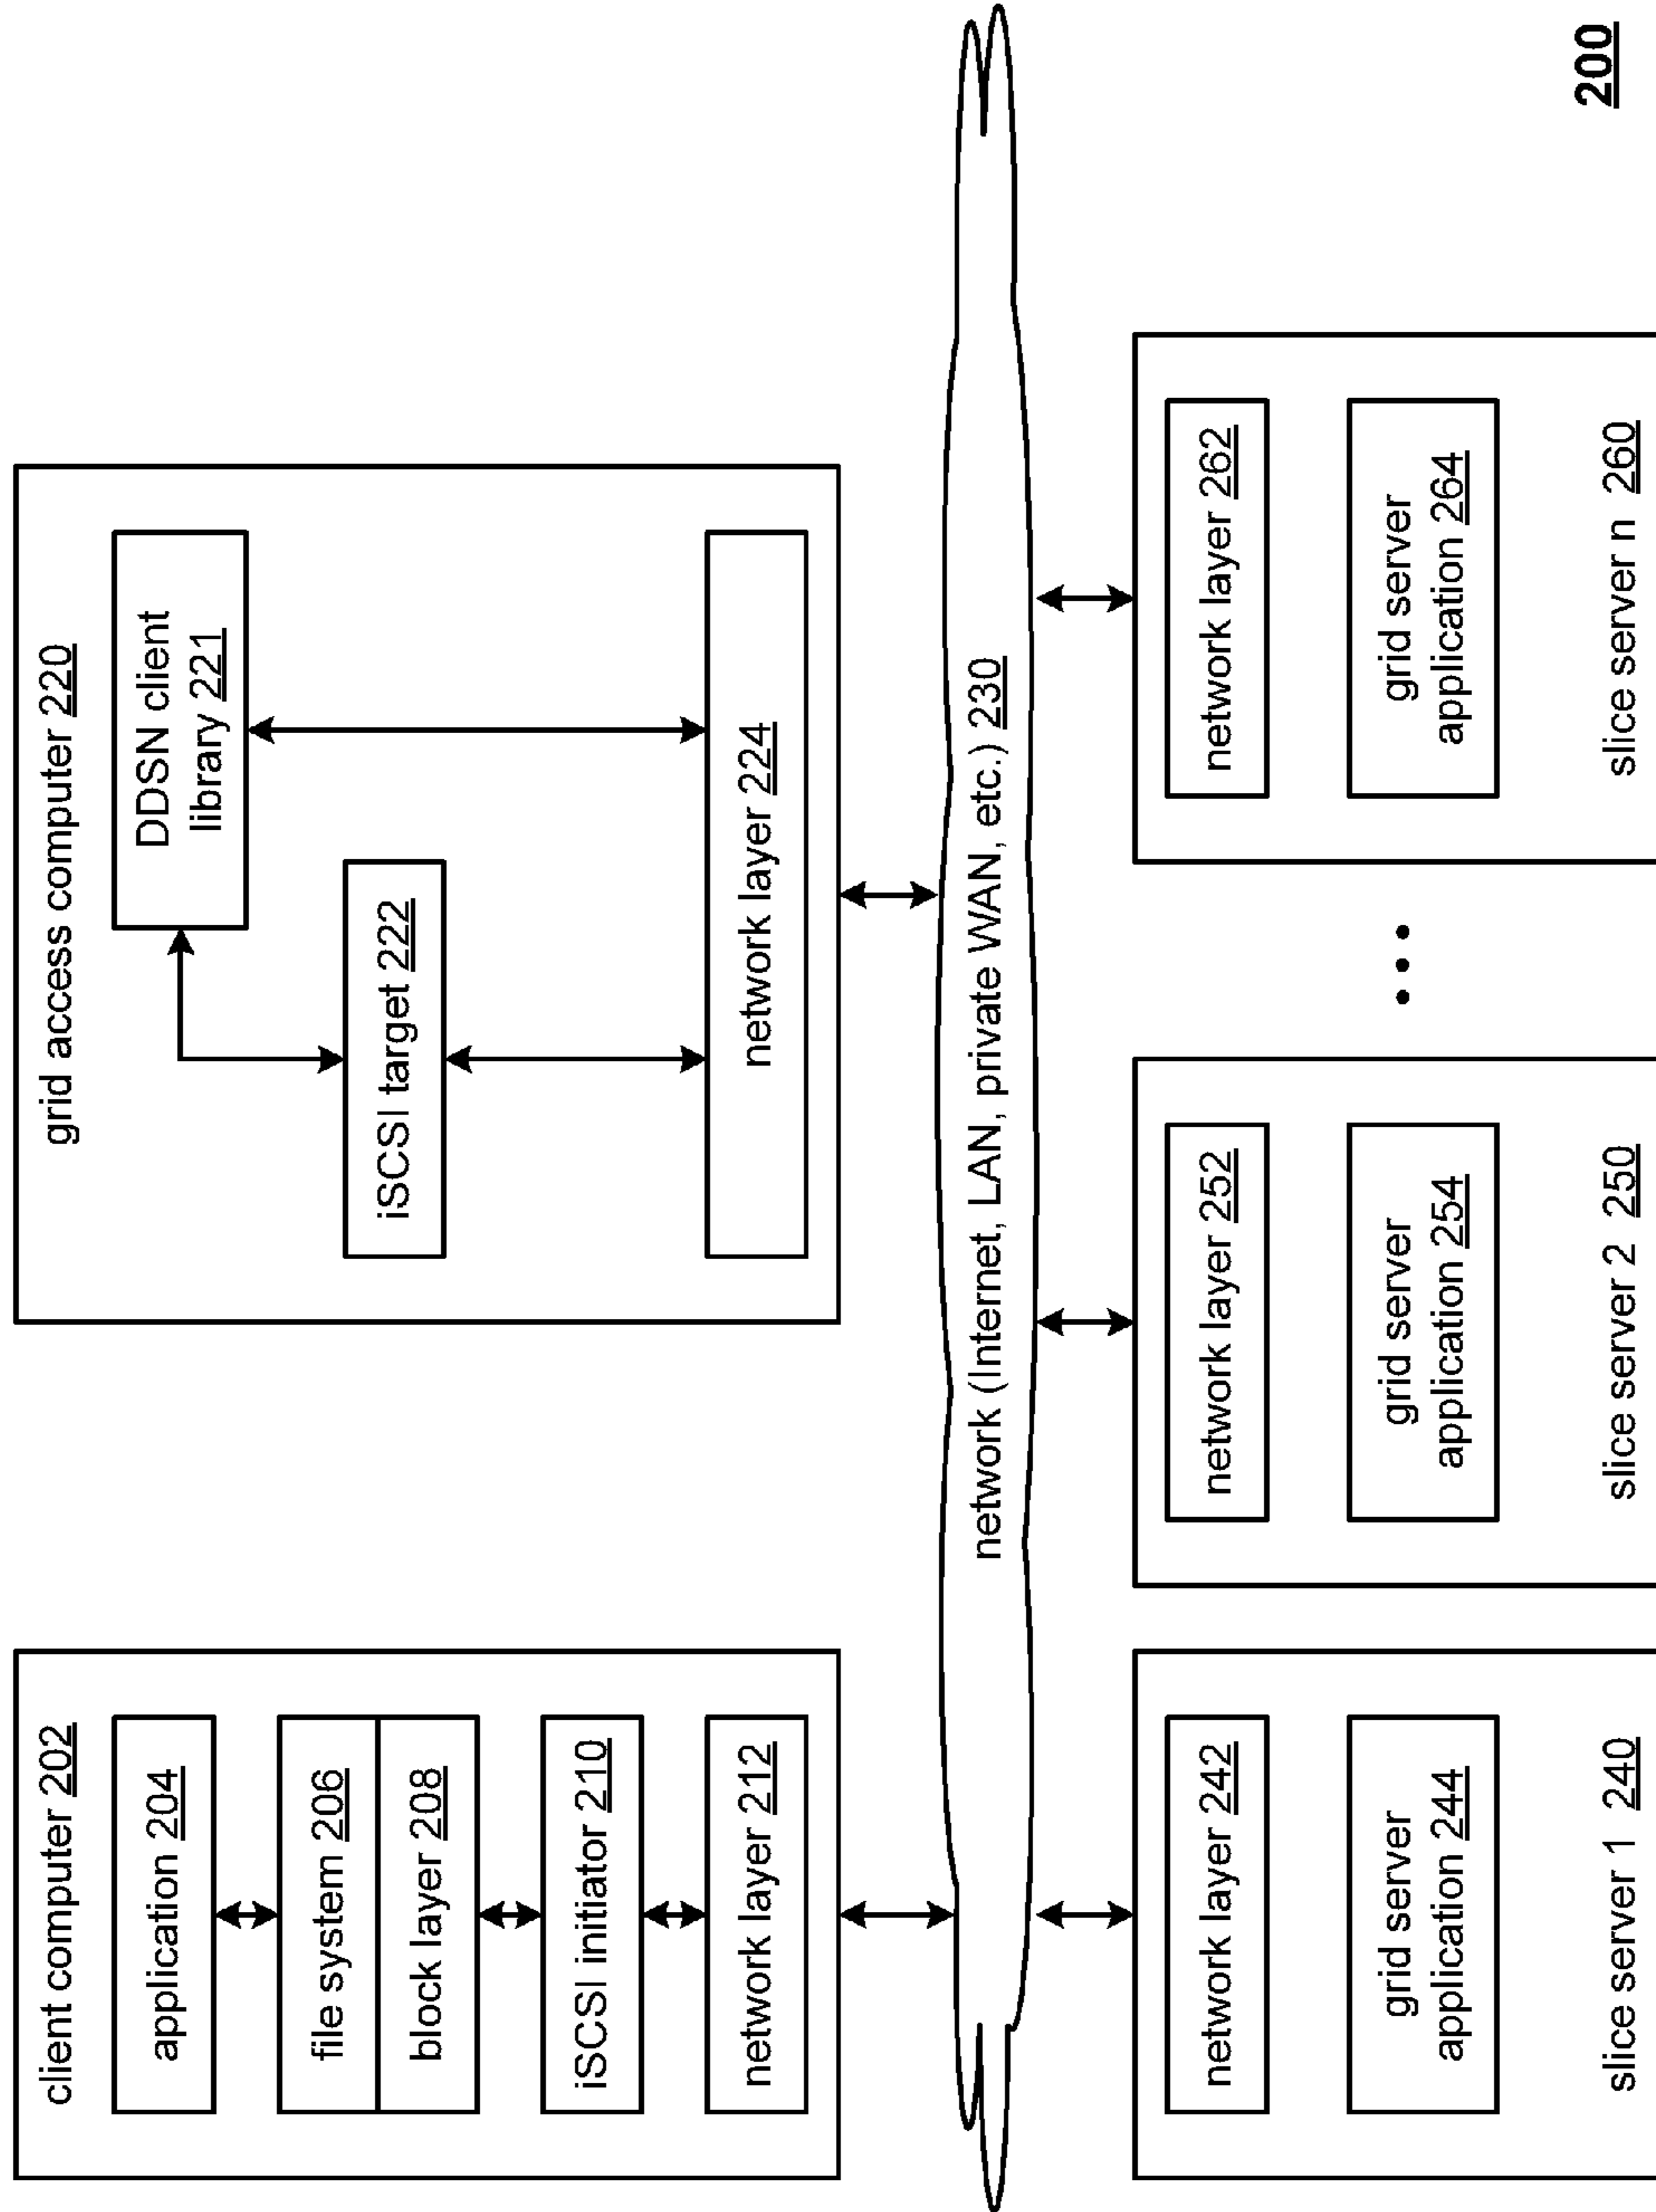 client computer 202
application 204
file system 206
block layer 208
iSCSI initiator 210
network layer 212
grid access computer 220
DDSN client
library 221
iSCSI target 222
network layer 224
network (Internet, LAN, private WAN, etc.) 230
network layer 242
grid server
application 244
slice server 1 240
network layer 252
grid server
application 254
slice server 2 250
network layer 262
grid server
application 264
slice server n 260
200